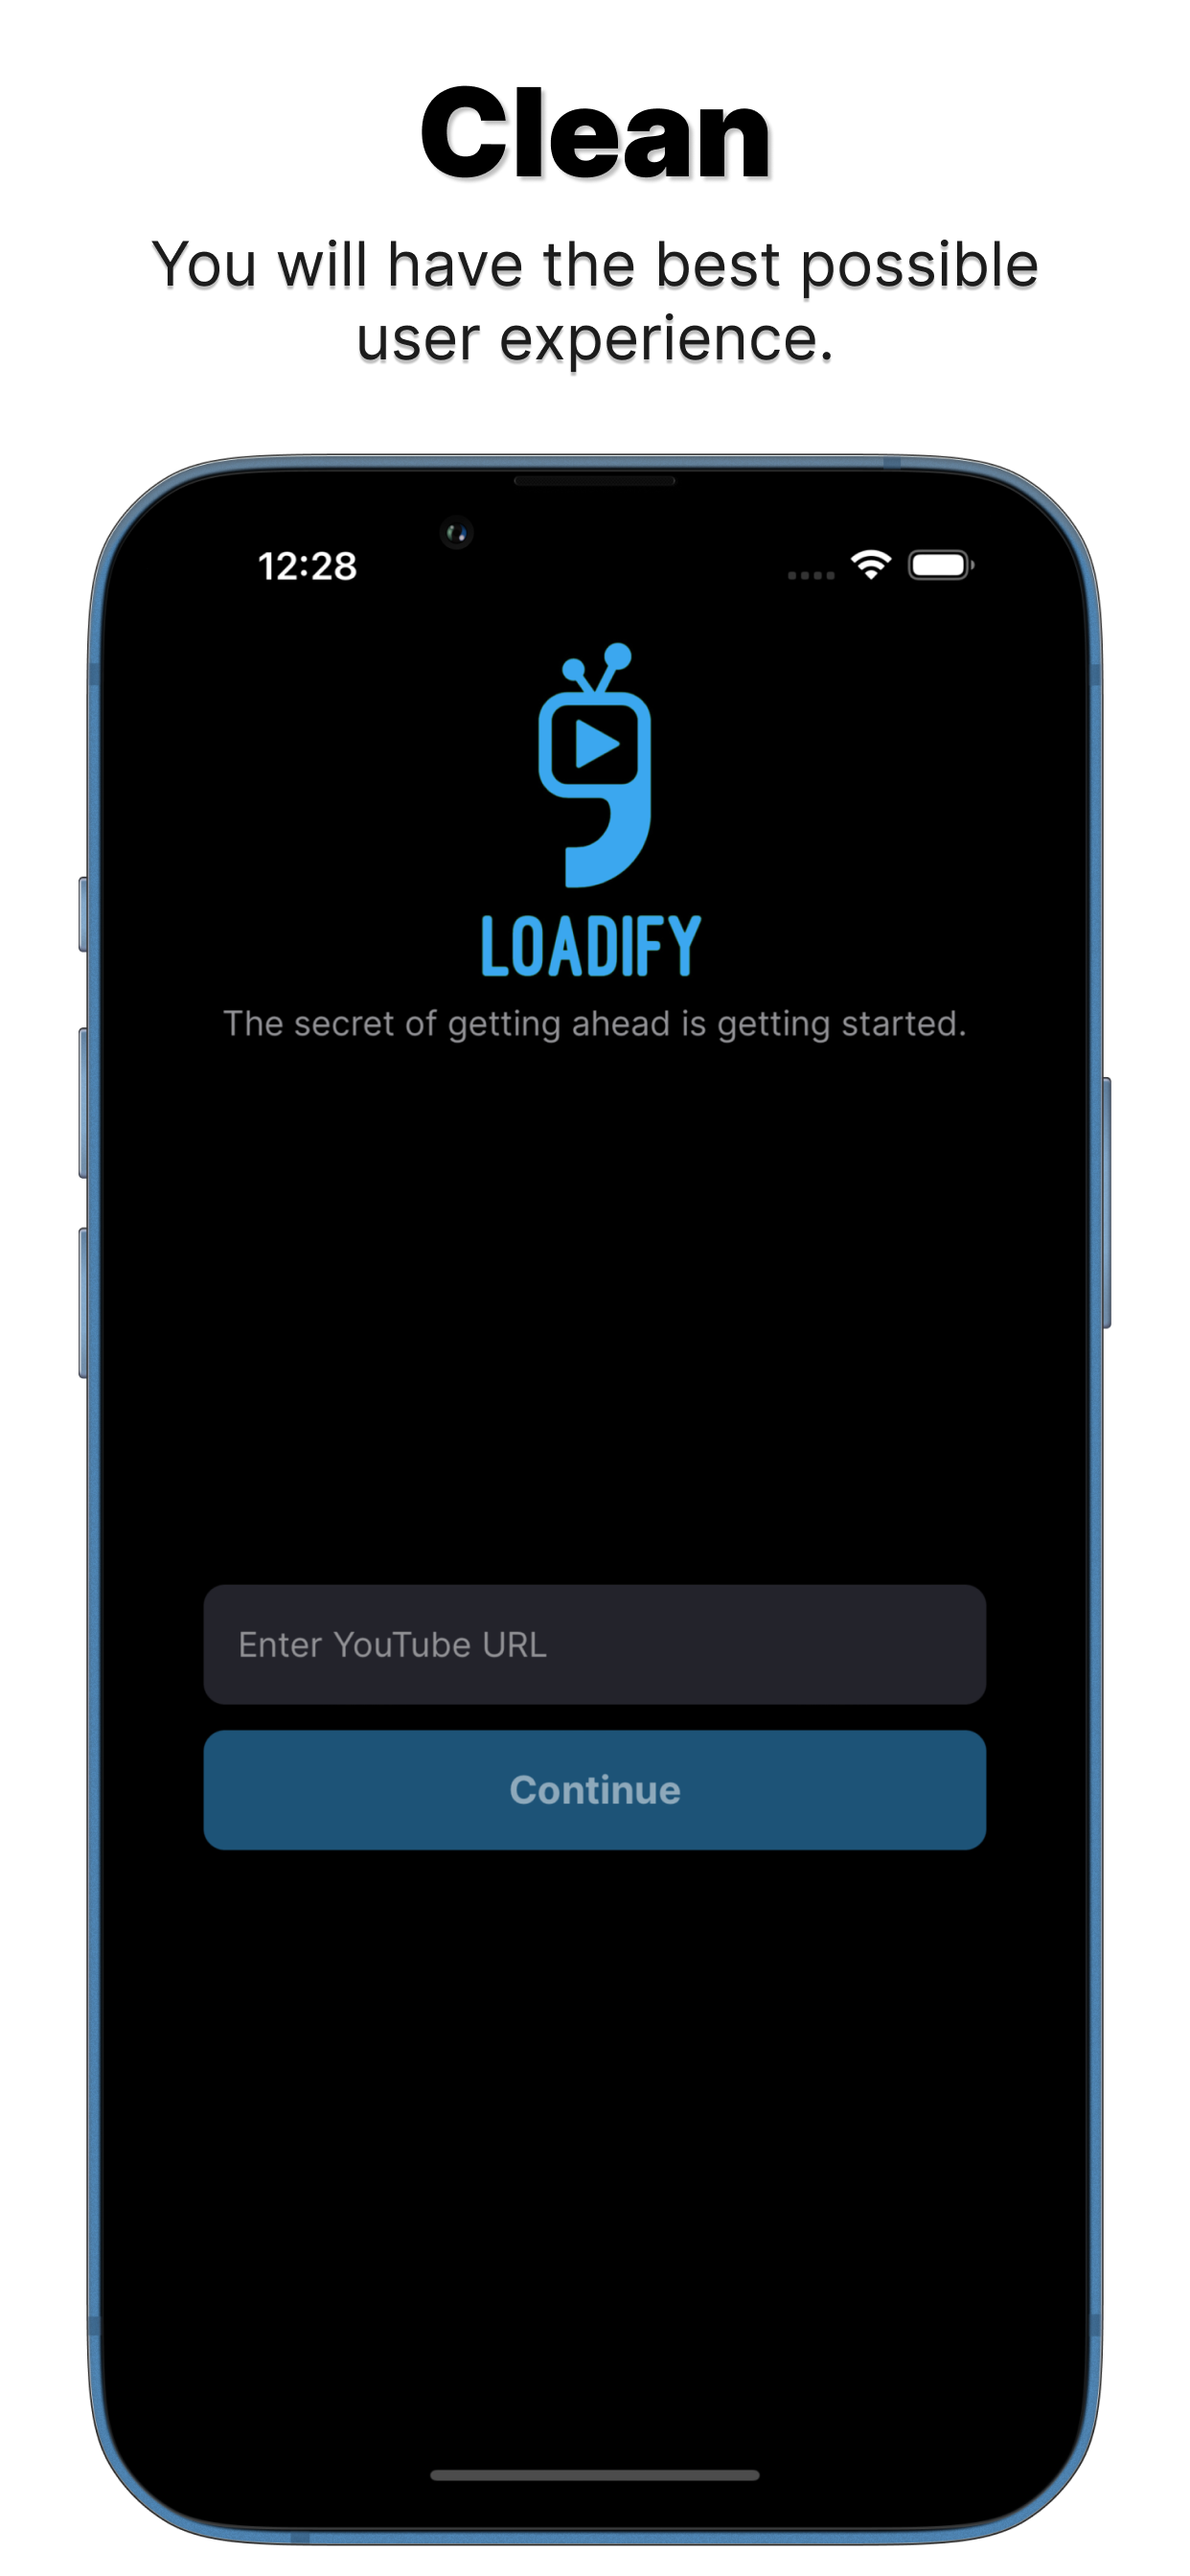 Clean
You will have the best possible
user experience.
12:28
LOADIFY
The secret of getting ahead is getting started.
Enter YouTube URL
Continue